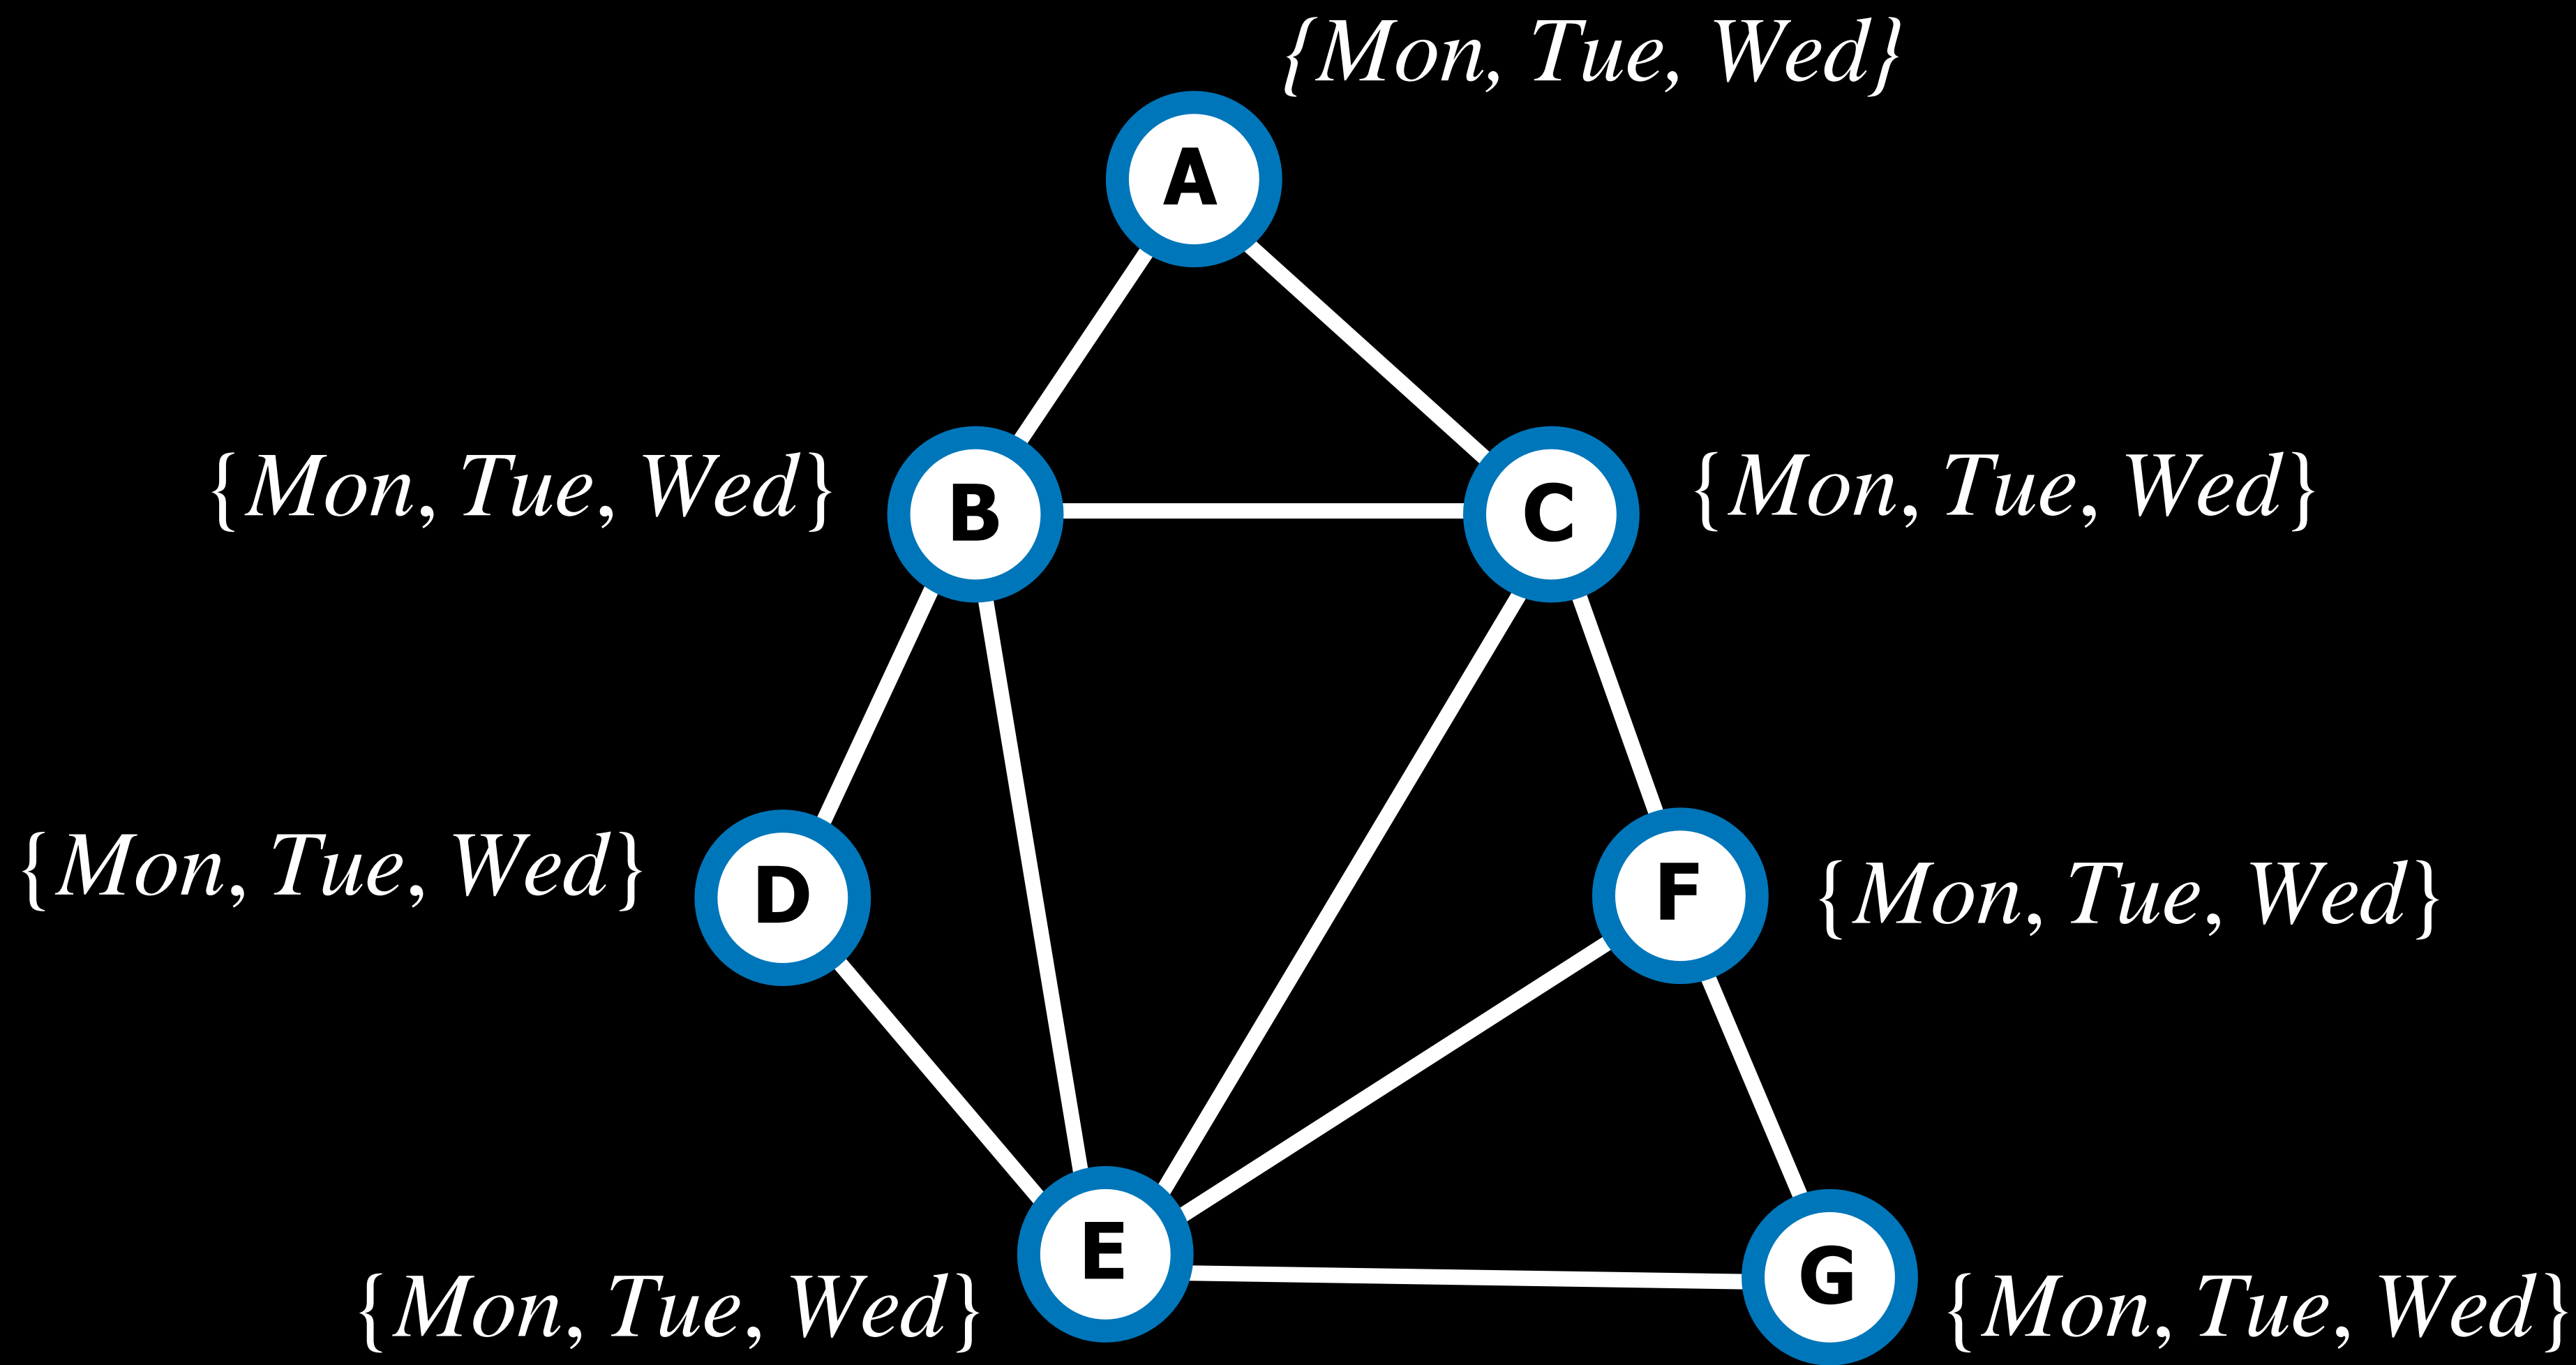 {Mon, Tue, Wed}
A
{Mon, Tue, Wed}
B
C
{Mon, Tue, Wed}
{Mon, Tue, Wed}
D
F
{Mon, Tue, Wed}
{Mon, Tue, Wed}
E
G
{Mon, Tue, Wed}